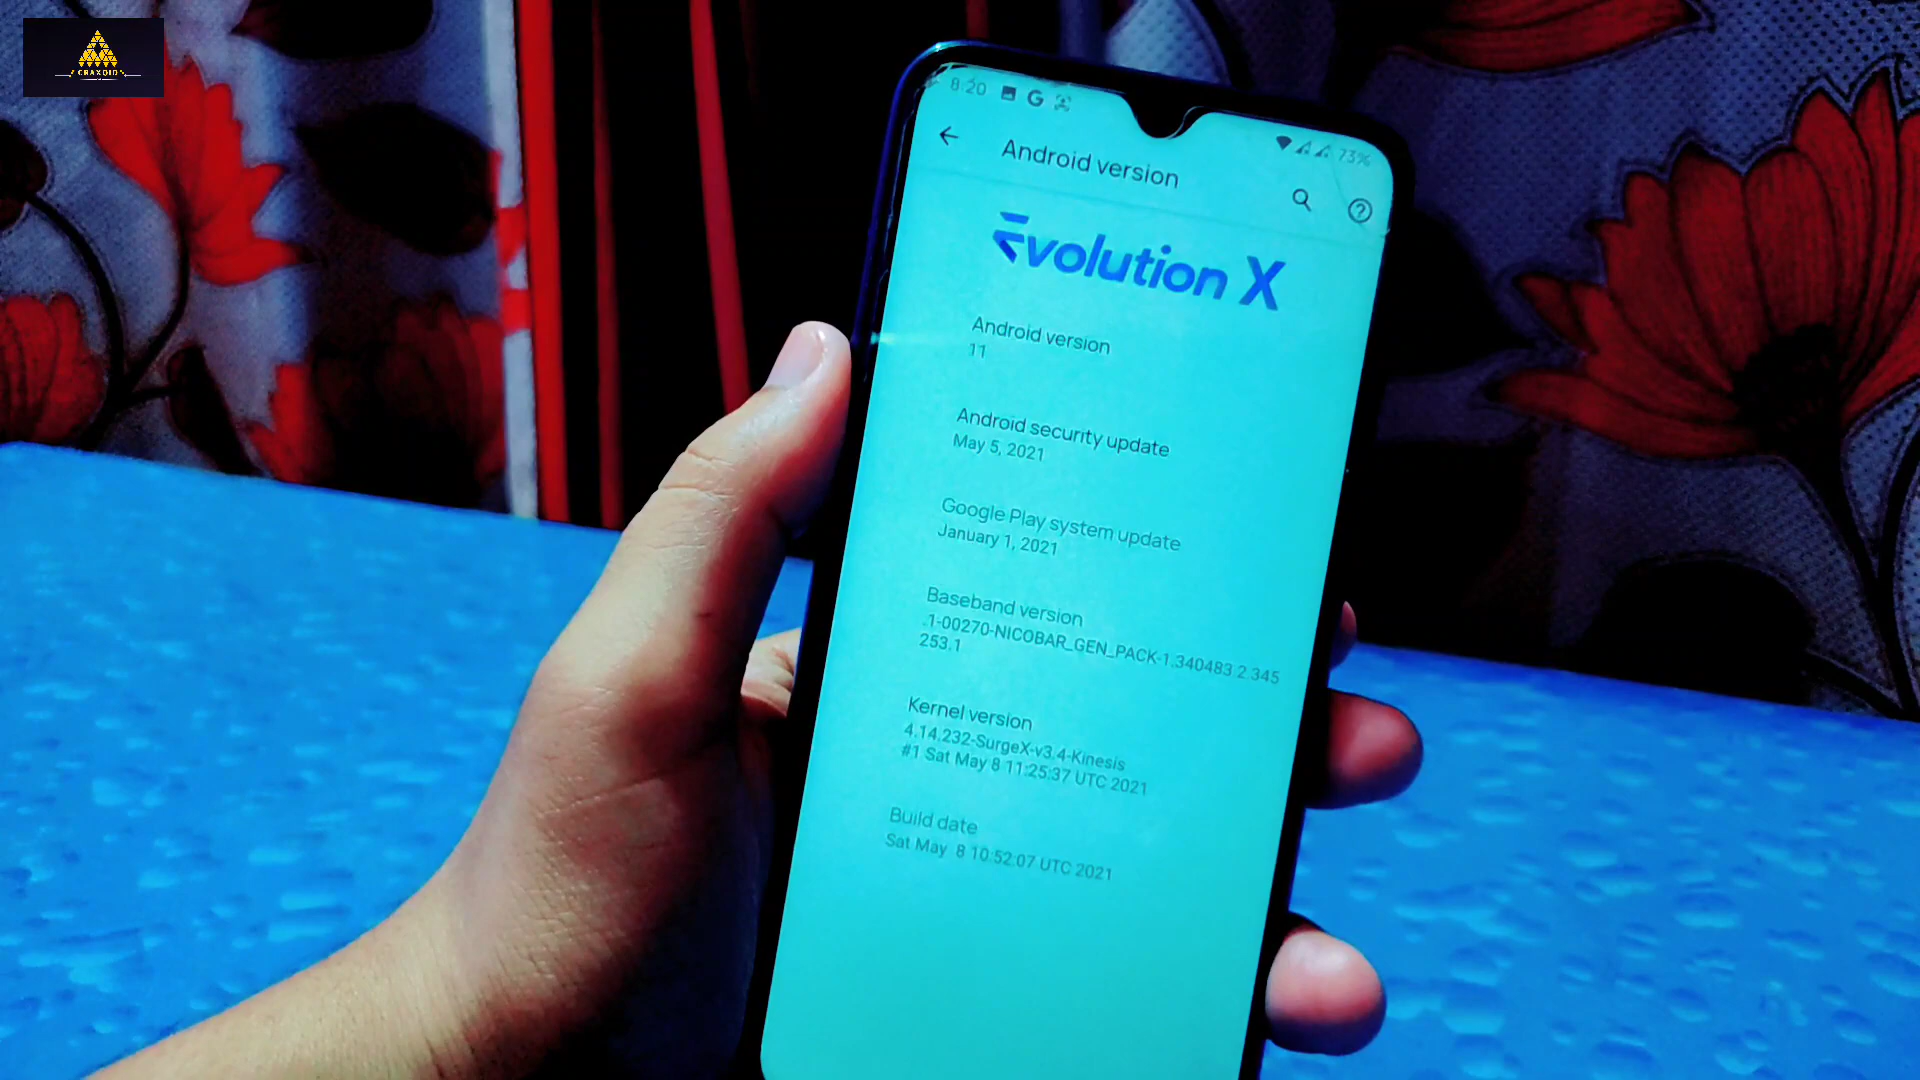 CRAXOID
8:20
73%
Android version
Evolution X
Android version
11
Android security update
May 5, 2021
Google Play system update
January 1, 2021
Baseband version
.1-00270-NICOBAR_GEN_PACK-1.340483.2.345
253.1
Kernel version
4.14.232-SurgeX-v3.4-Kinesis
#1 Sat May 8 11:25:37 UTC 2021
Build date
Sat May  8 10:52:07 UTC 2021